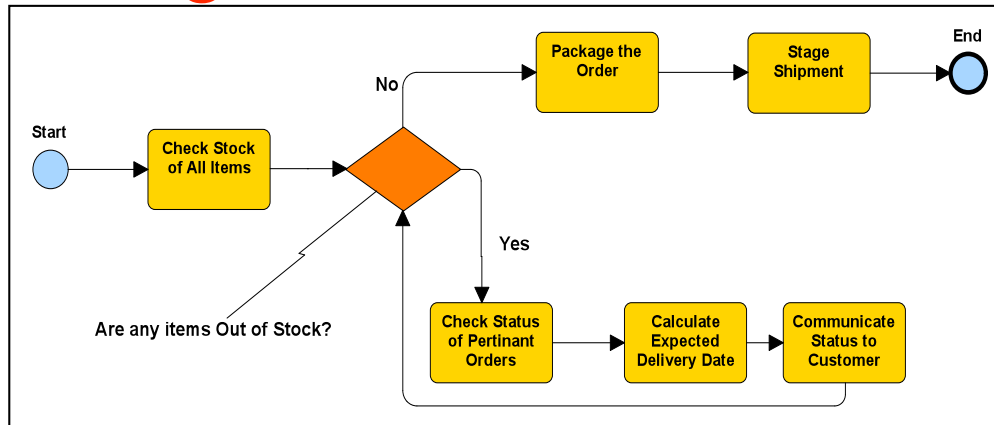 End
Package the
Order
Stage
Shipment
No
Start
Check Stock
of All Items
Yes
Are any items Out of Stock?
Check Status
of Pertinant
Orders
Calculate
Expected
Delivery Date
Communicate
Status to
Customer